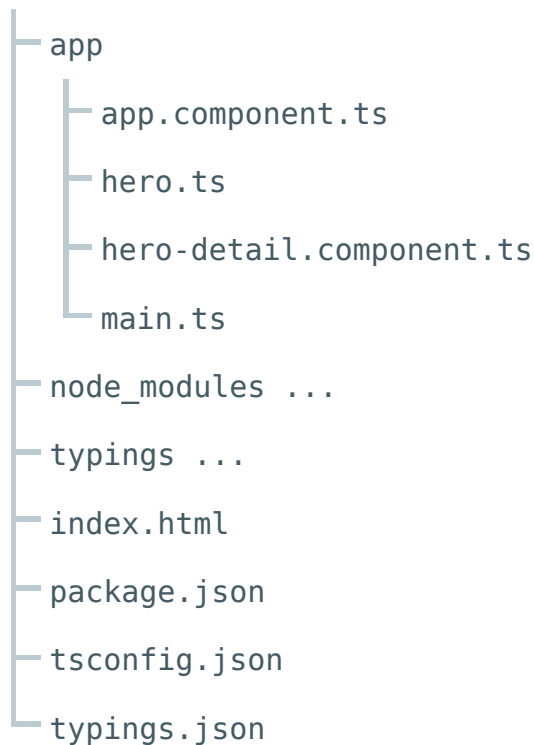 app
app.component.ts
hero.ts
hero-detail.component.ts
main.ts
node_modules ...
typings ...
index.html
package.json
tsconfig.json
typings.json